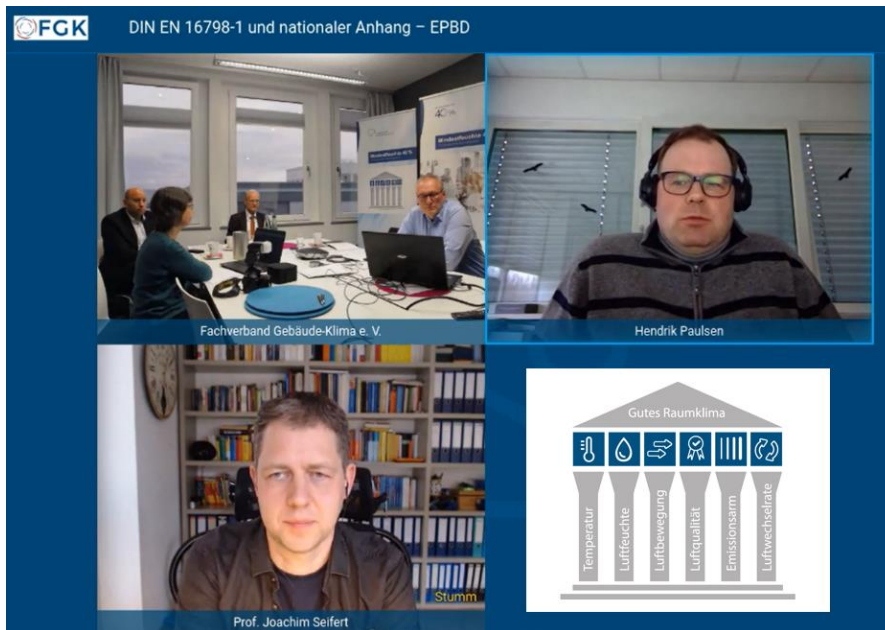 FGK
DIN EN 16798-1 und nationaler Anhang – EPBD
Fachverband Gebäude-Klima e. V.
Hendrik Paulsen
Stumm
Prof. Joachim Seifert
Gutes Raumklima
Temperatur
Luftfeuchte
Luftbewegung
Luftqualität
Emissionsarm
Luftwechselrate